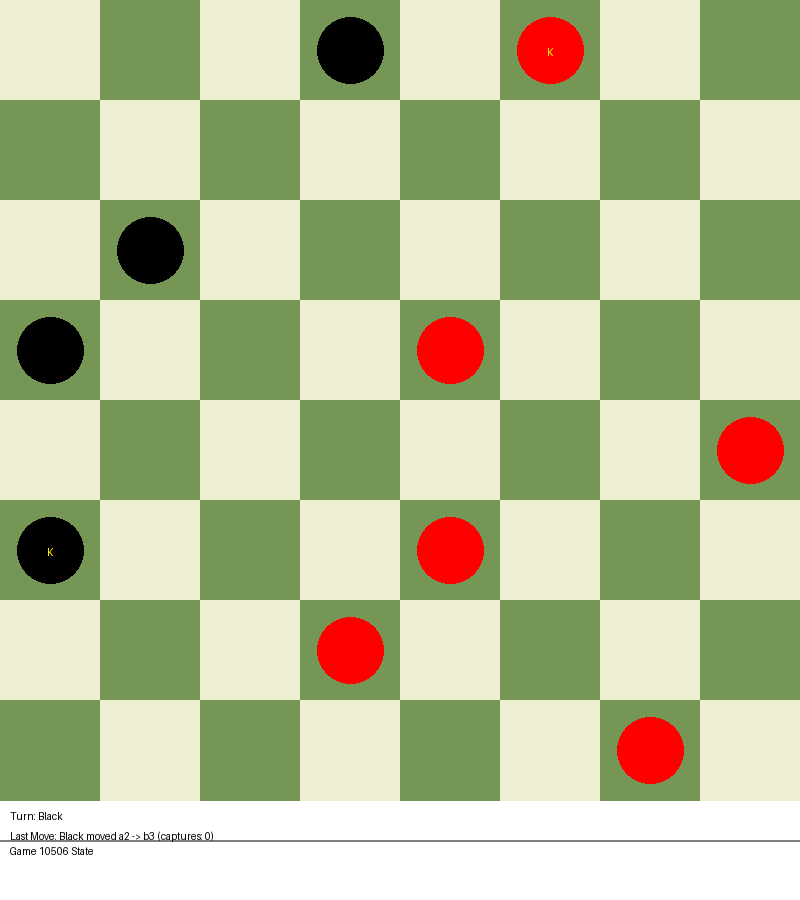 K
K
Turn: Black
Last Move: Black moved a2 -> b3 (captures: 0)
Game 10506 State